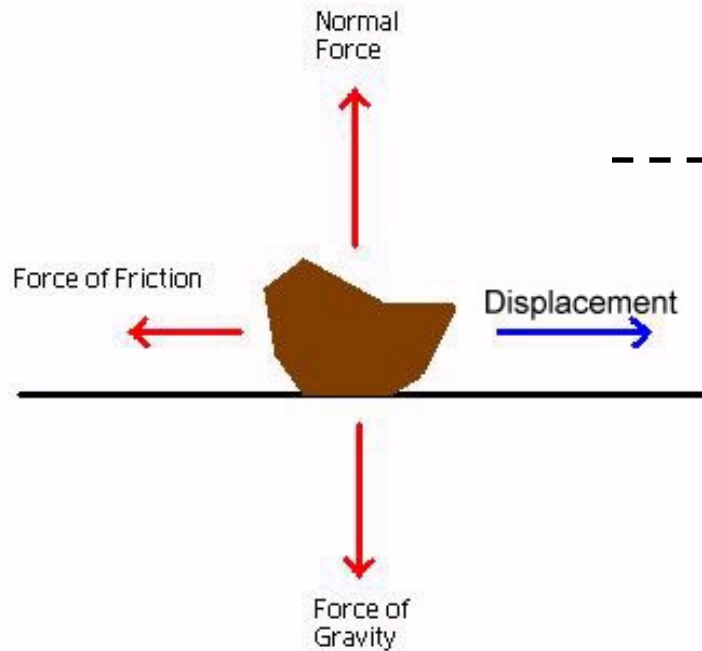 Normal
Force
Force of Friction
Displacement
Force of
Gravity